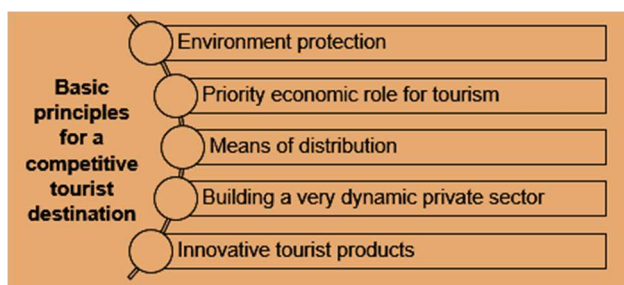 Basic
principles
for a
competitive
tourist
destination
Environment protection
Priority economic role for tourism
Means of distribution
Building a very dynamic private sector
Innovative tourist products